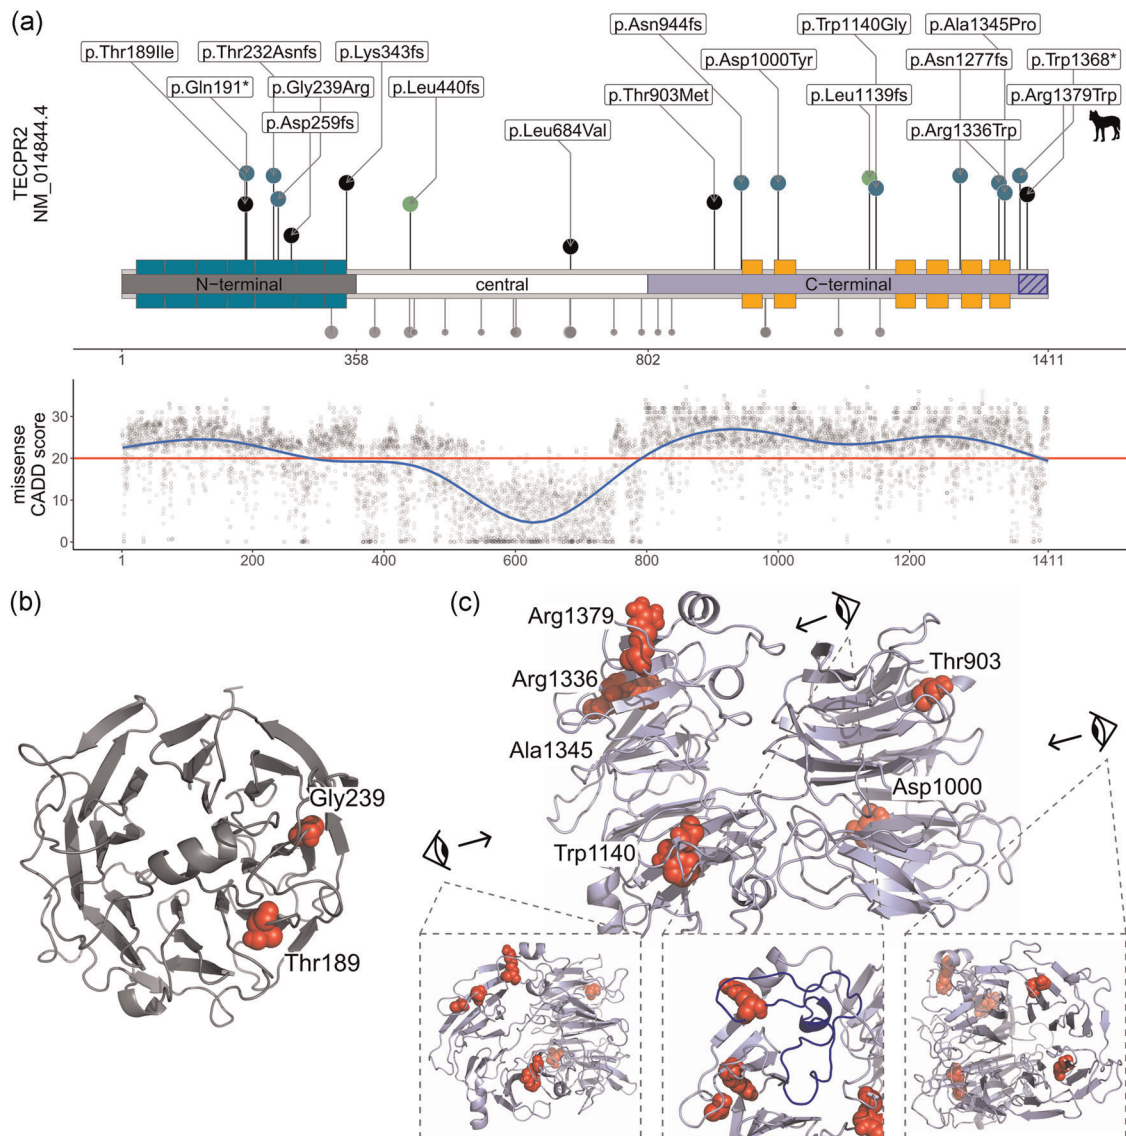 (a)
p.Asn944fs
p.Trp1140Gly
p.Ala1345Pro
p.Thr189Ile
p.Thr232Asnfs
p.Lys343fs
p.Asp1000Tyr
p.Asn1277fs
p.Trp1368*
p.Gln191*
p.Gly239Arg
p.Leu440fs
p.Thr903Met
p.Leu1139fs
p.Arg1379Trp
p.Asp259fs
p.Leu684Val
p.Arg1336Trp
TECPR2
NM_014844.4
N-terminal
central
C-terminal
1
358
802
1411
missense
CADD score
30
20
10
0
1
200
400
600
800
1000
1200
1411
(b)
Gly239
Thr189
(c)
Arg1379
Arg1336
Ala1345
Trp1140
Thr903
Asp1000